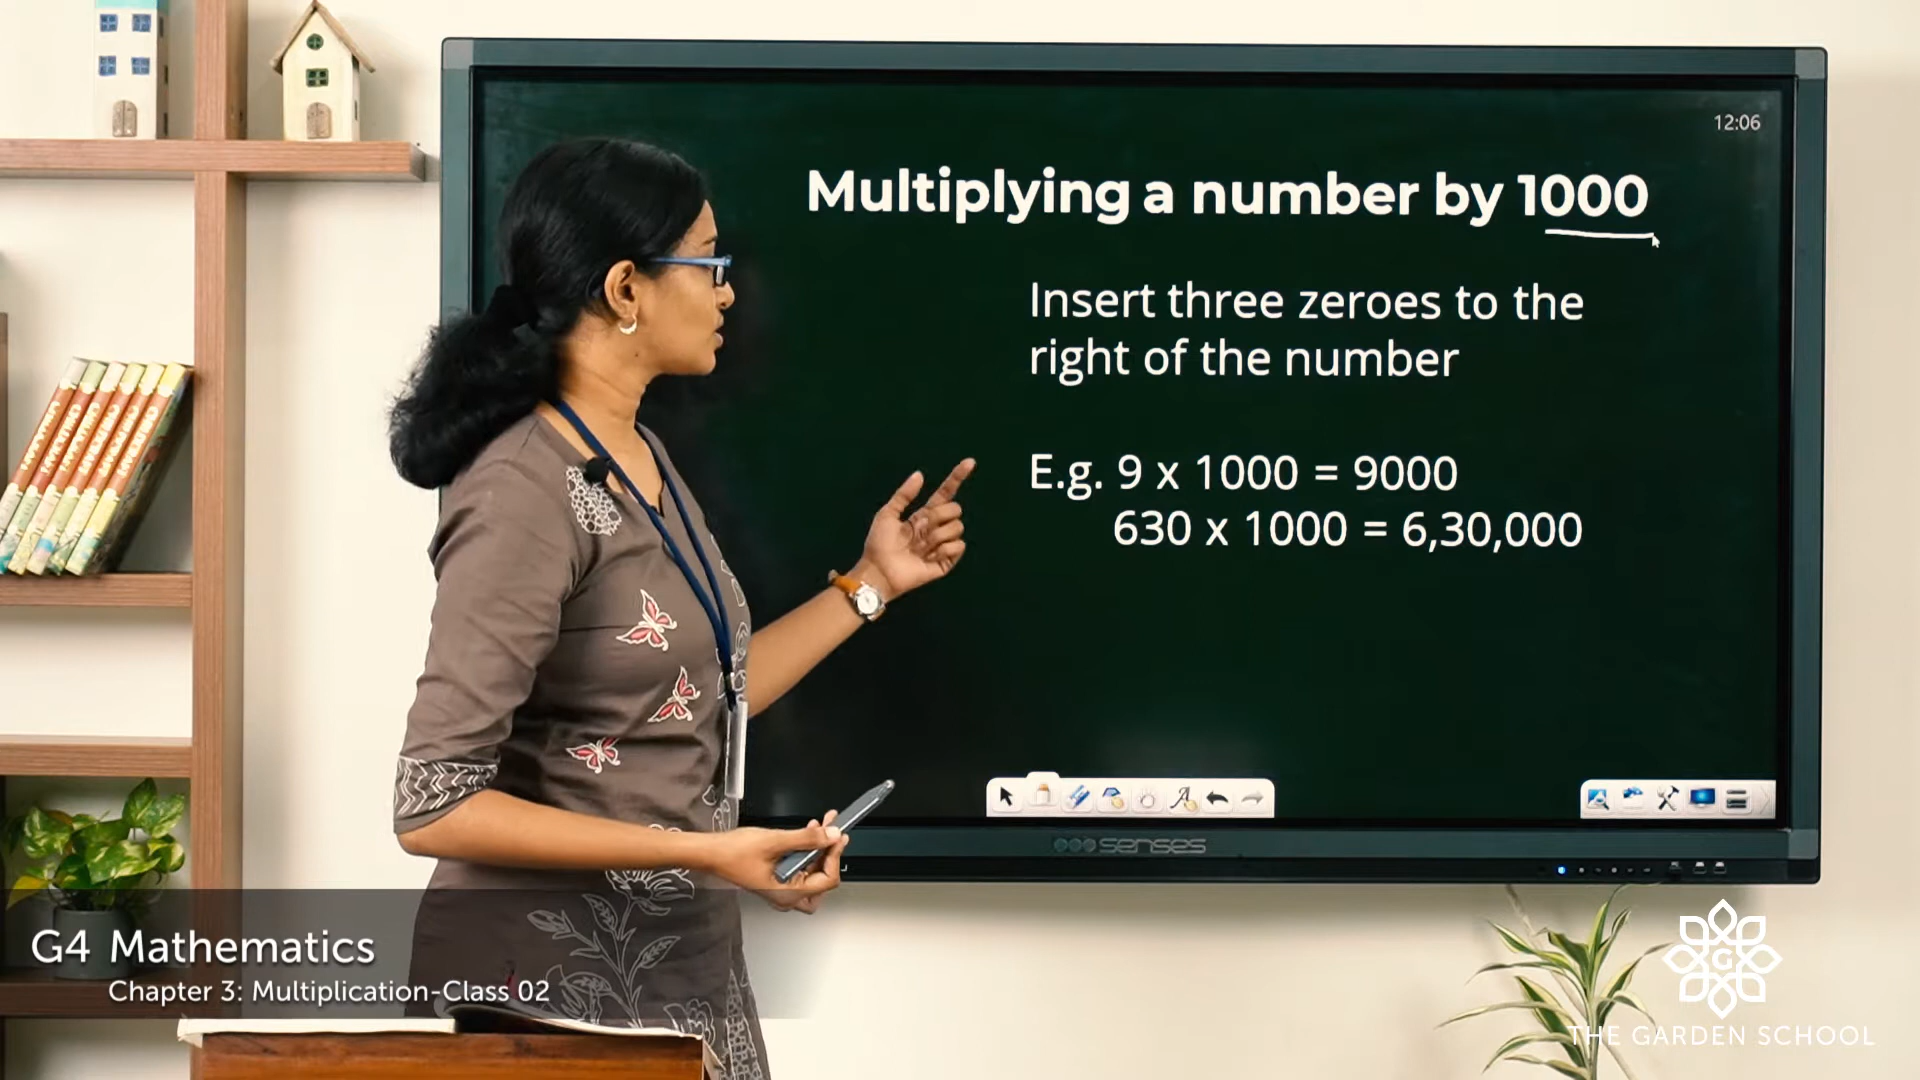 12:06
Multiplying a number by 1000
Insert three zeroes to the
right of the number
E.g. 9 x 1000 = 9000
630 x 1000 = 6,30,000
senses
G4 Mathematics
Chapter 3: Multiplication-Class 02
G
THE GARDEN SCHOOL